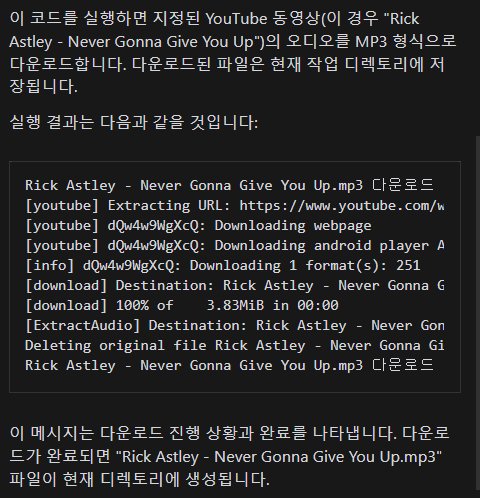 이 코드를 실행하면 지정된 YouTube 동영상(이 경우 "Rick
Astley - Never Gonna Give You Up")의 오디오를 MP3 형식으로
다운로드합니다. 다운로드된 파일은 현재 작업 디렉토리에 저
장됩니다.
실행 결과는 다음과 같을 것입니다:
Rick Astley - Never Gonna Give You Up.mp3 다운로드
[youtube] Extracting URL: https://www.youtube.com/w
[youtube] dQw4w9WgXcQ: Downloading webpage
[youtube] dQw4w9WgXcQ: Downloading android player A
[info] dQw4w9WgXcQ: Downloading 1 format(s): 251
[download] Destination: Rick Astley - Never Gonna G
[download] 100% of    3.83MiB in 00:00
[ExtractAudio] Destination: Rick Astley - Never Gon
Deleting original file Rick Astley - Never Gonna Gi
Rick Astley - Never Gonna Give You Up.mp3 다운로드
이 메시지는 다운로드 진행 상황과 완료를 나타냅니다. 다운로
드가 완료되면 "Rick Astley - Never Gonna Give You Up.mp3"
파일이 현재 디렉토리에 생성됩니다.